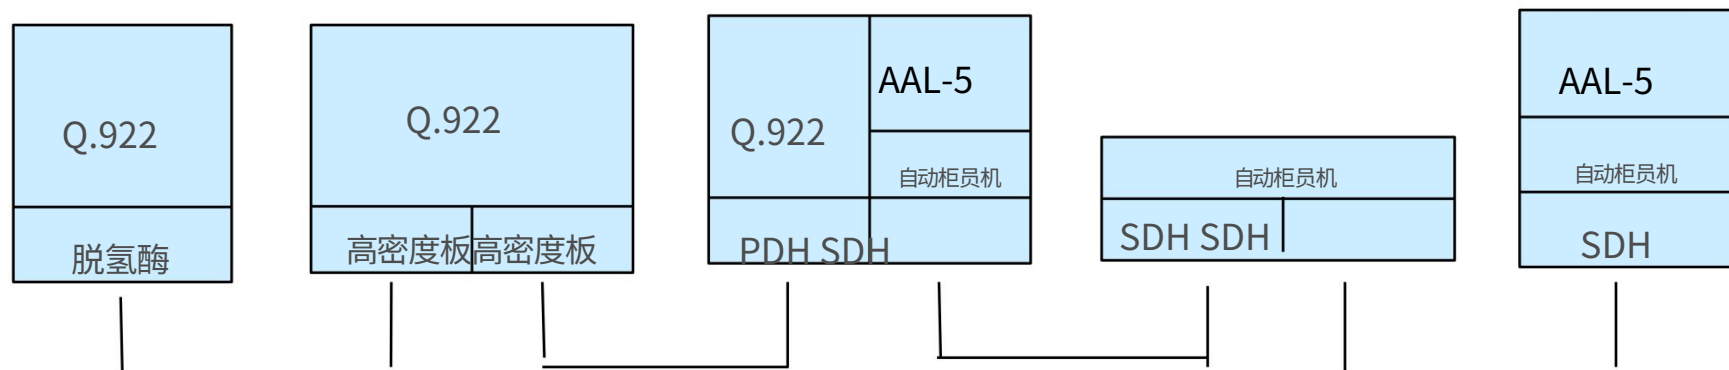 Q.922
脱氢酶
Q.922
高密度板高密度板
AAL-5
Q.922
自动柜员机
PDH SDH
自动柜员机
SDH SDH
AAL-5
自动柜员机
SDH